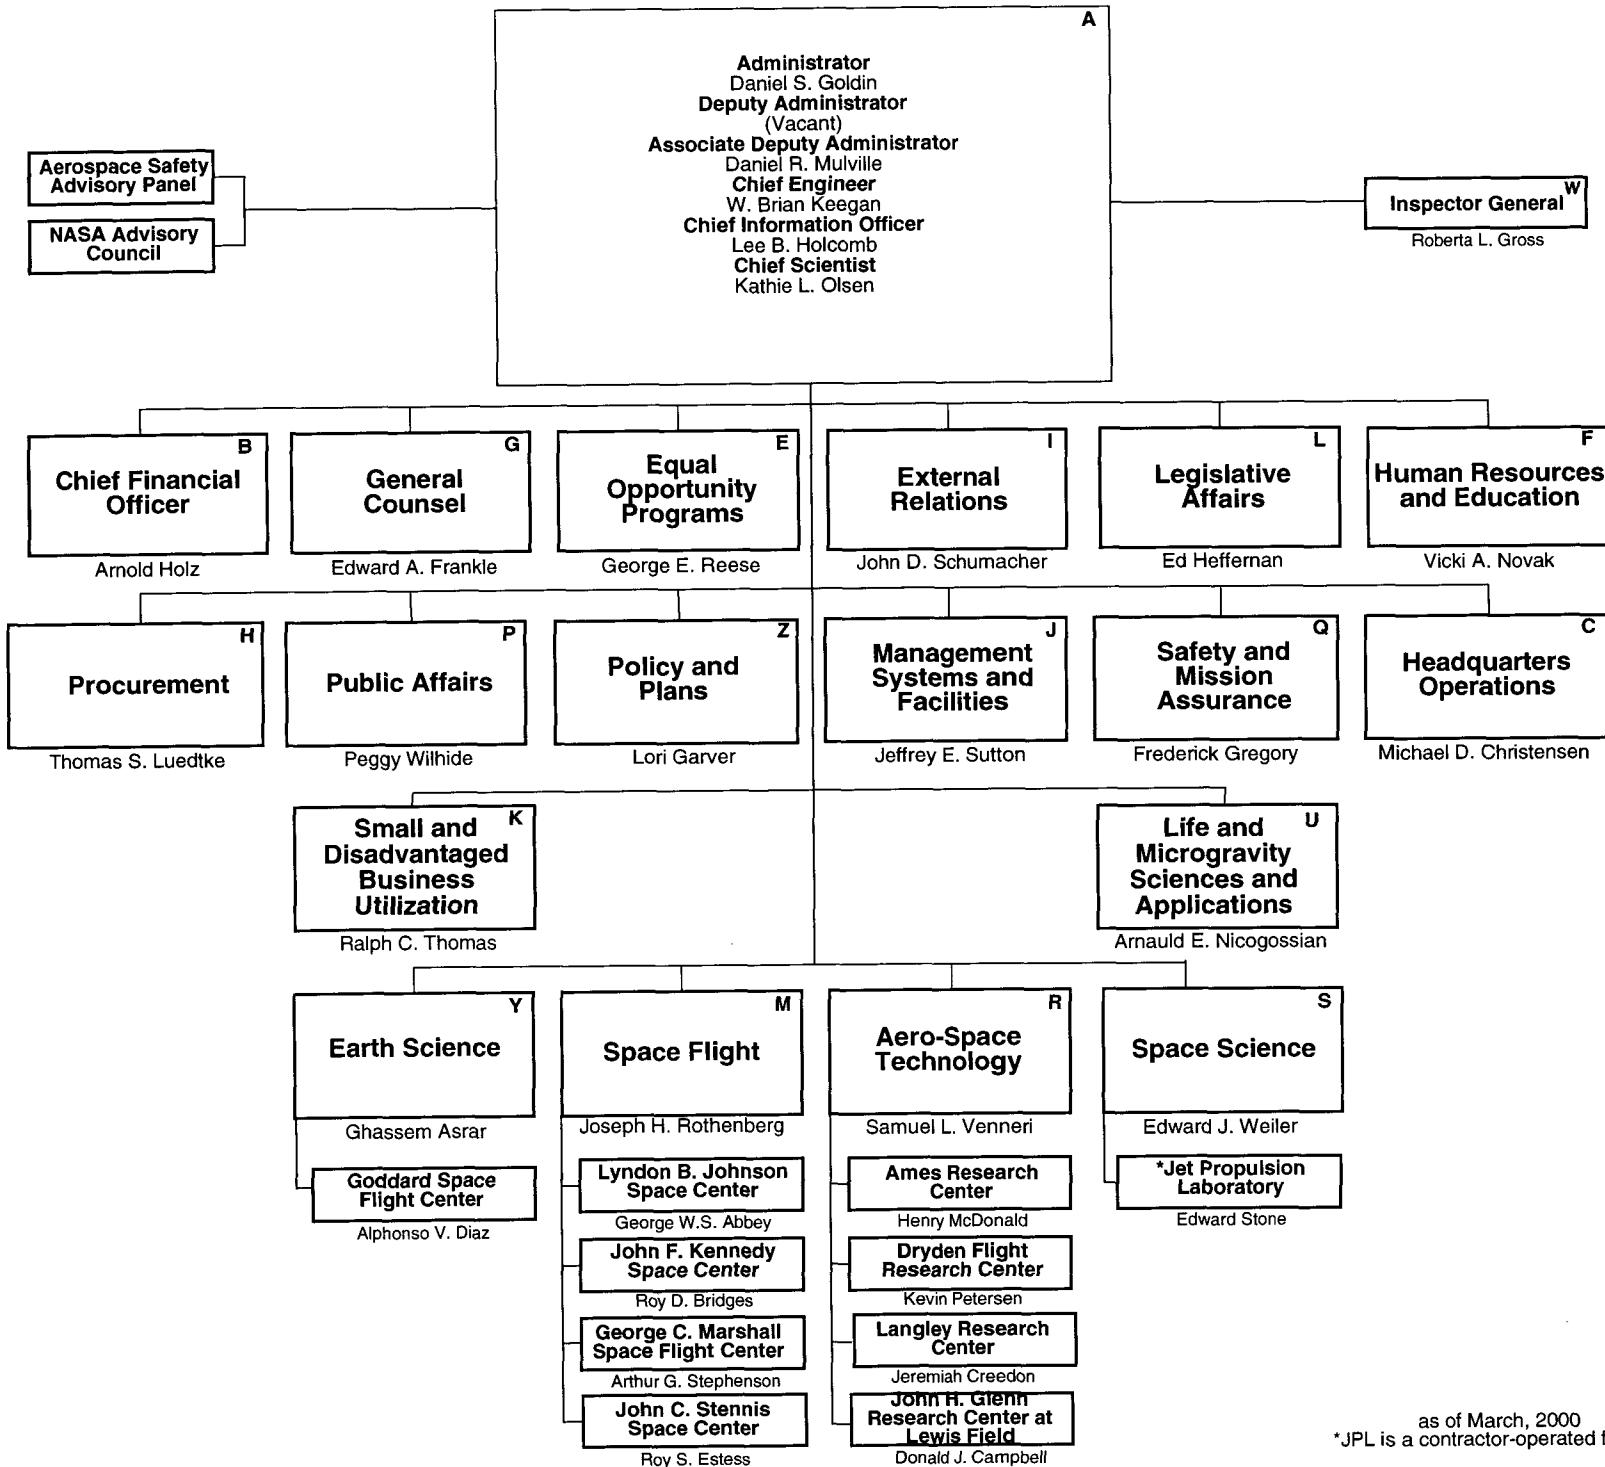 A
Administrator
Daniel S. Goldin
Deputy Administrator
(Vacant)
Associate Deputy Administrator
Daniel R. Mulville
Chief Engineer
W. Brian Keegan
Chief Information Officer
Lee B. Holcomb
Chief Scientist
Kathie L. Olsen
Aerospace Safety
Advisory Panel
NASA Advisory
Council
W
Inspector General
Roberta L. Gross
B
Chief Financial
Officer
Arnold Holz
G
General
Counsel
Edward A. Frankle
E
Equal
Opportunity
Programs
George E. Reese
I
External
Relations
John D. Schumacher
L
Legislative
Affairs
Ed Heffernan
F
Human Resources
and Education
Vicki A. Novak
H
Procurement
Thomas S. Luedtke
P
Public Affairs
Peggy Wilhide
Z
Policy and
Plans
Lori Garver
J
Management
Systems and
Facilities
Jeffrey E. Sutton
Q
Safety and
Mission
Assurance
Frederick Gregory
C
Headquarters
Operations
Michael D. Christensen
K
Small and
Disadvantaged
Business
Utilization
Ralph C. Thomas
U
Life and
Microgravity
Sciences and
Applications
Arnauld E. Nicogossian
Y
Earth Science
Ghassem Asrar
Goddard Space
Flight Center
Alphonso V. Diaz
M
Space Flight
Joseph H. Rothenberg
Lyndon B. Johnson
Space Center
George W.S. Abbey
John F. Kennedy
Space Center
Roy D. Bridges
George C. Marshall
Space Flight Center
Arthur G. Stephenson
John C. Stennis
Space Center
Roy S. Estess
R
Aero-Space
Technology
Samuel L. Venneri
Ames Research
Center
Henry McDonald
Dryden Flight
Research Center
Kevin Petersen
Langley Research
Center
Jeremiah Creedon
John H. Glenn
Research Center at
Lewis Field
Donald J. Campbell
S
Space Science
Edward J. Weiler
*Jet Propulsion
Laboratory
Edward Stone
as of March, 2000
*JPL is a contractor-operated